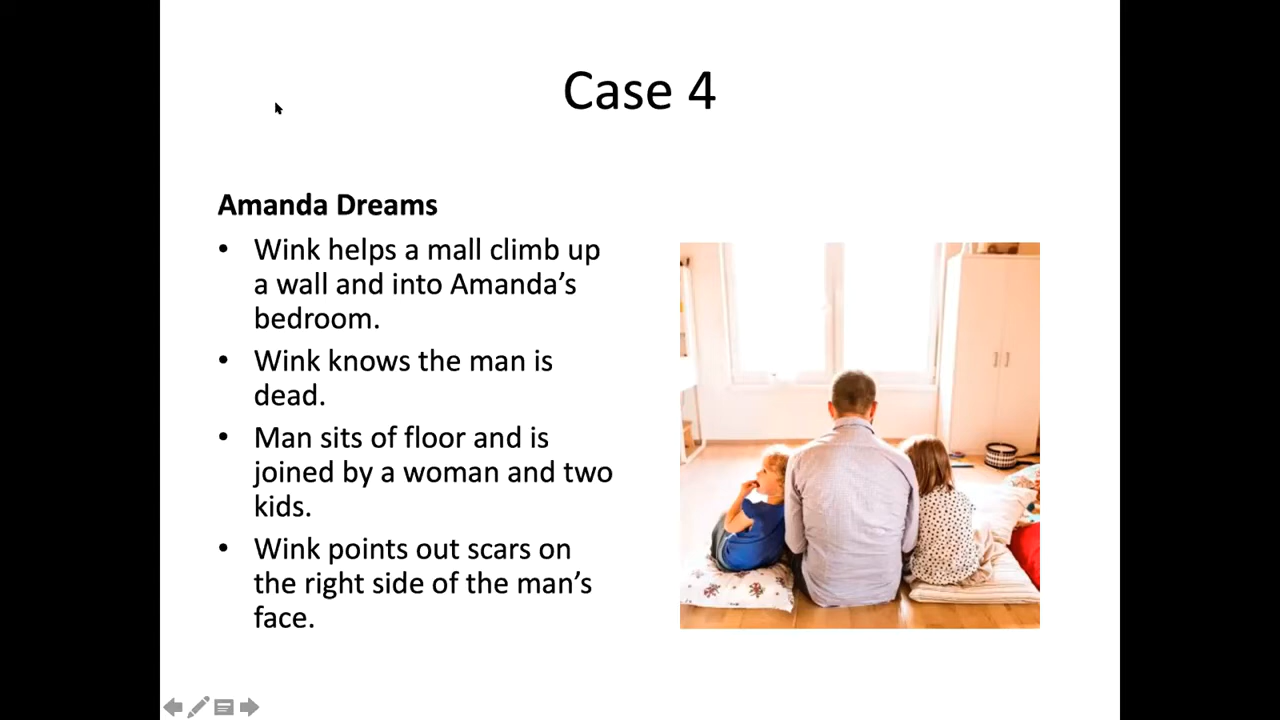 Case 4
Amanda Dreams
• Wink helps a mall climb up
a wall and into Amanda’s
bedroom.
• Wink knows the man is
dead.
• Man sits of floor and is
joined by a woman and two
kids.
• Wink points out scars on
the right side of the man’s
face.